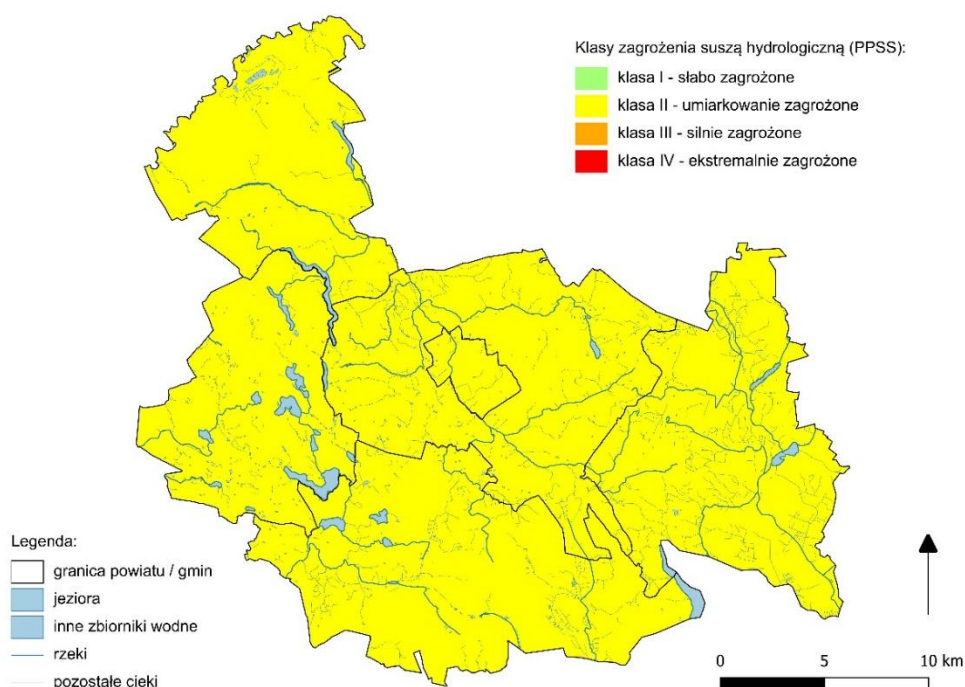 Klasy zagrożenia suszą hydrologiczną (PPSS):
klasa I - słabo zagrożone
klasa II - umiarkowanie zagrożone
klasa III - silnie zagrożone
klasa IV - ekstremalnie zagrożone
Legenda:
granica powiatu / gmin
jeziora
inne zbiorniki wodne
rzeki
pozostałe cieki
0 5 10 km